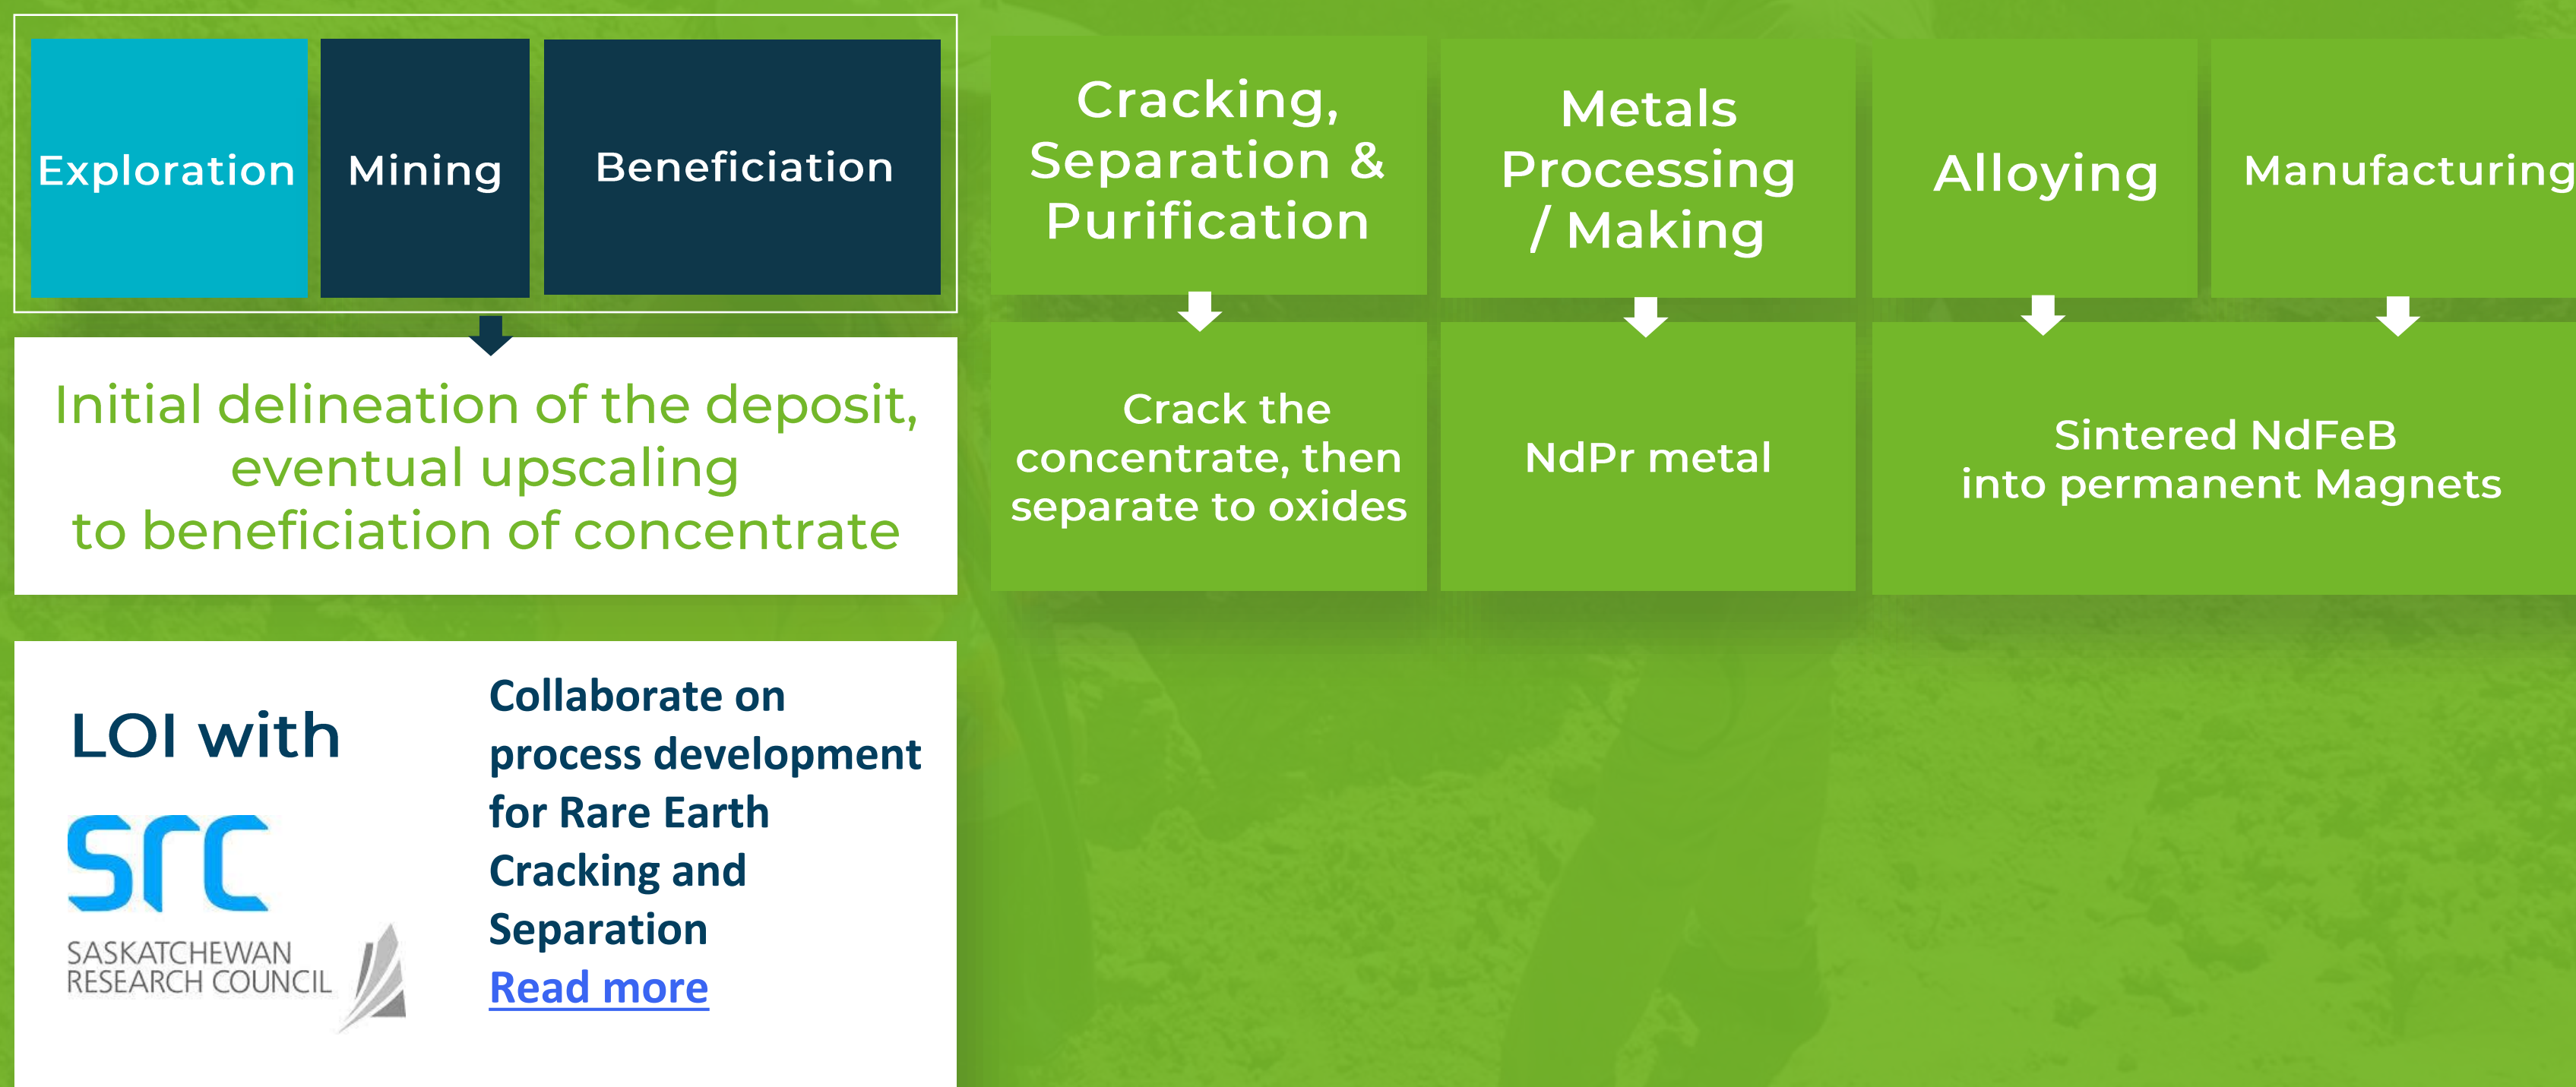 Exploration
Mining
Beneficiation
Cracking,
Separation &
Purification
Metals
Processing
/ Making
Alloying
Manufacturing
Initial delineation of the deposit,
eventual upscaling
to beneficiation of concentrate
Crack the
concentrate, then
separate to oxides
NdPr metal
Sintered NdFeB
into permanent Magnets
LOI with
src
SASKATCHEWAN
RESEARCH COUNCIL
Collaborate on
process development
for Rare Earth
Cracking and
Separation
Read more